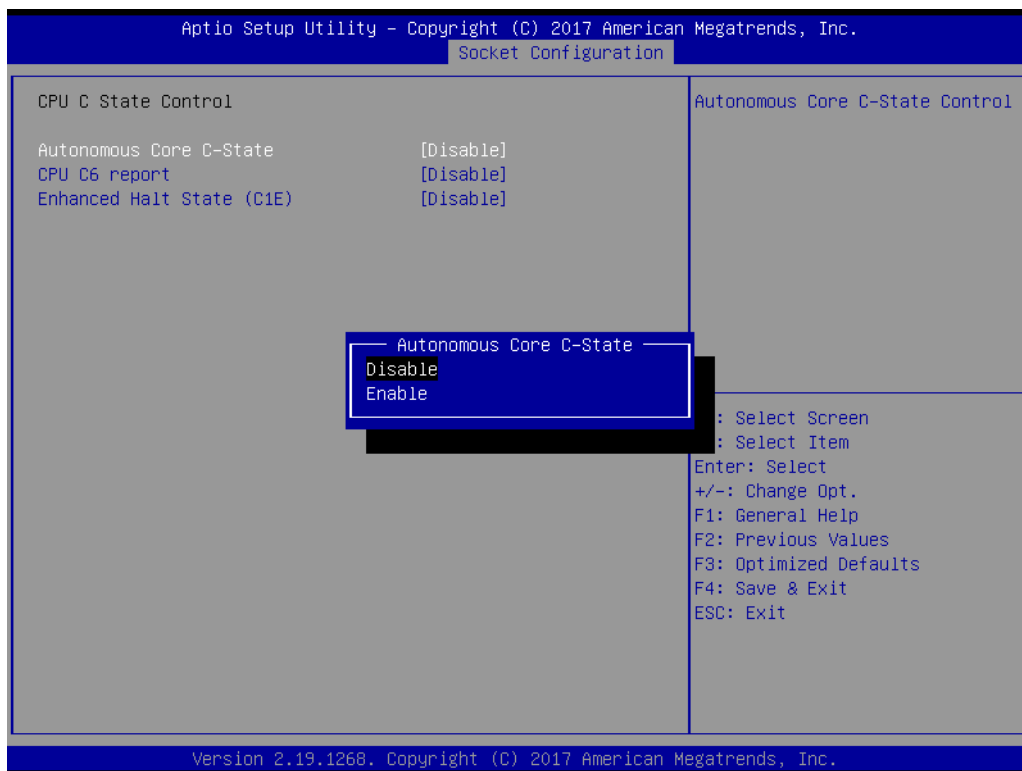 Aptio Setup Utility – Copyright (C) 2017 American Megatrends, Inc.
Socket Configuration
CPU C State Control
Autonomous Core C-State [Disable]
CPU C6 report [Disable]
Enhanced Halt State (C1E) [Disable]
Autonomous Core C-State Control
Autonomous Core C-State
Disable
Enable
: Select Screen
: Select Item
Enter: Select
+/-: Change Opt.
F1: General Help
F2: Previous Values
F3: Optimized Defaults
F4: Save & Exit
ESC: Exit
Version 2.19.1268. Copyright (C) 2017 American Megatrends, Inc.